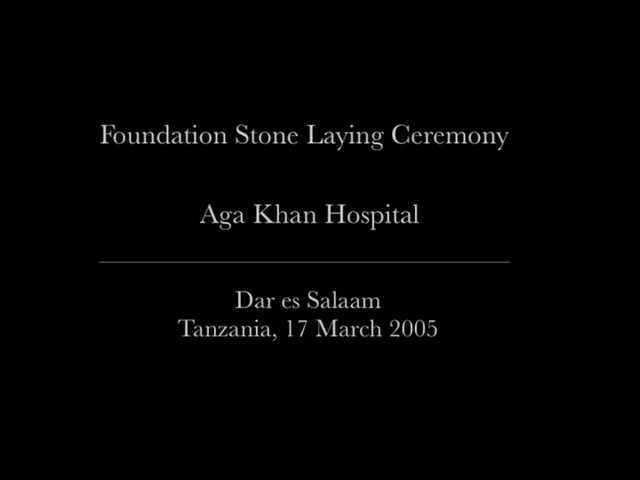 Foundation Stone Laying Ceremony
Aga Khan Hospital
Dar es Salaam
Tanzania, 17 March 2005